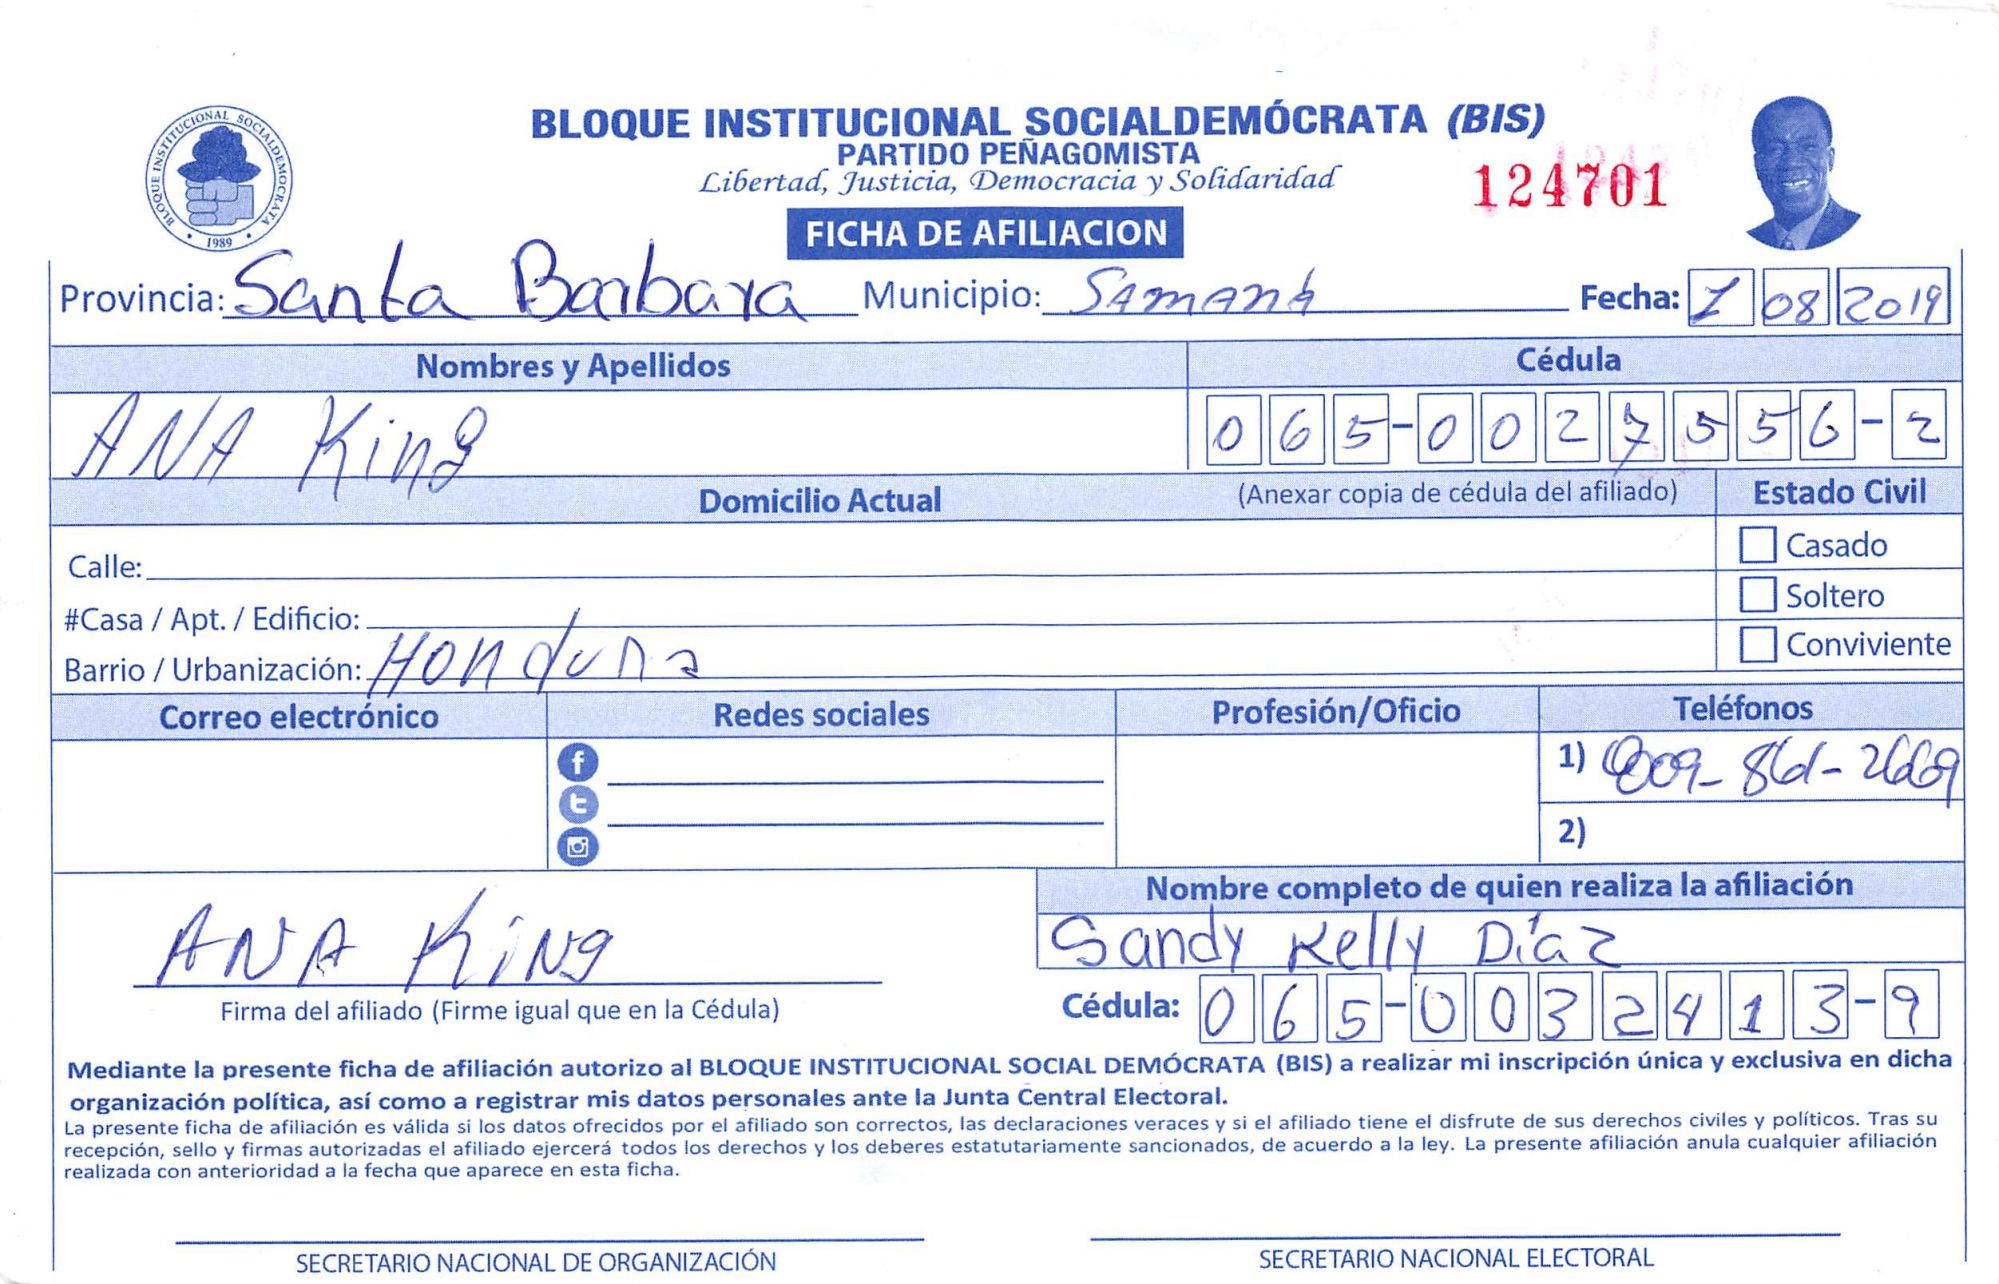 BLOQUE INSTITUCIONAL SOCIALDEMÓCRATA
1989
BLOQUE INSTITUCIONAL SOCIALDEMÓCRATA (BIS)
PARTIDO PEÑAGOMISTA
Libertad, Justicia, Democracia y Solidaridad
124701
FICHA DE AFILIACION
Provincia: Santa Barbara Municipio: SAMANá Fecha: 1 08 2019
Nombres y Apellidos Cédula
ANA King 065-0027556-2
Domicilio Actual (Anexar copia de cédula del afiliado) Estado Civil
Calle: Casado
#Casa / Apt. / Edificio: Soltero
Barrio / Urbanización: HONduRa Conviviente
Correo electrónico Redes sociales Profesión/Oficio Teléfonos
1) 809-861-2669
2)
Nombre completo de quien realiza la afiliación
ANA KiNg Sandy Kelly Díaz
Firma del afiliado (Firme igual que en la Cédula) Cédula: 065-0032413-9
Mediante la presente ficha de afiliación autorizo al BLOQUE INSTITUCIONAL SOCIAL DEMÓCRATA (BIS) a realizar mi inscripción única y exclusiva en dicha
organización política, así como a registrar mis datos personales ante la Junta Central Electoral.
La presente ficha de afiliación es válida si los datos ofrecidos por el afiliado son correctos, las declaraciones veraces y si el afiliado tiene el disfrute de sus derechos civiles y políticos. Tras su
recepción, sello y firmas autorizadas el afiliado ejercerá todos los derechos y los deberes estatutariamente sancionados, de acuerdo a la ley. La presente afiliación anula cualquier afiliación
realizada con anterioridad a la fecha que aparece en esta ficha.
SECRETARIO NACIONAL DE ORGANIZACIÓN SECRETARIO NACIONAL ELECTORAL